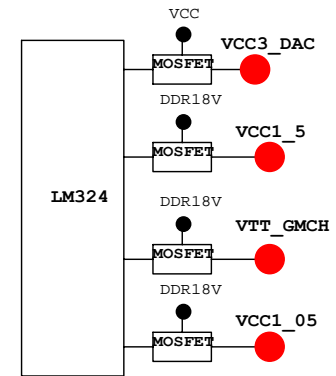 VCC
VCC3_DAC
MOSFET
DDR18V
VCC1_5
MOSFET
LM324
DDR18V
VTT_GMCH
MOSFET
DDR18V
VCC1_05
MOSFET